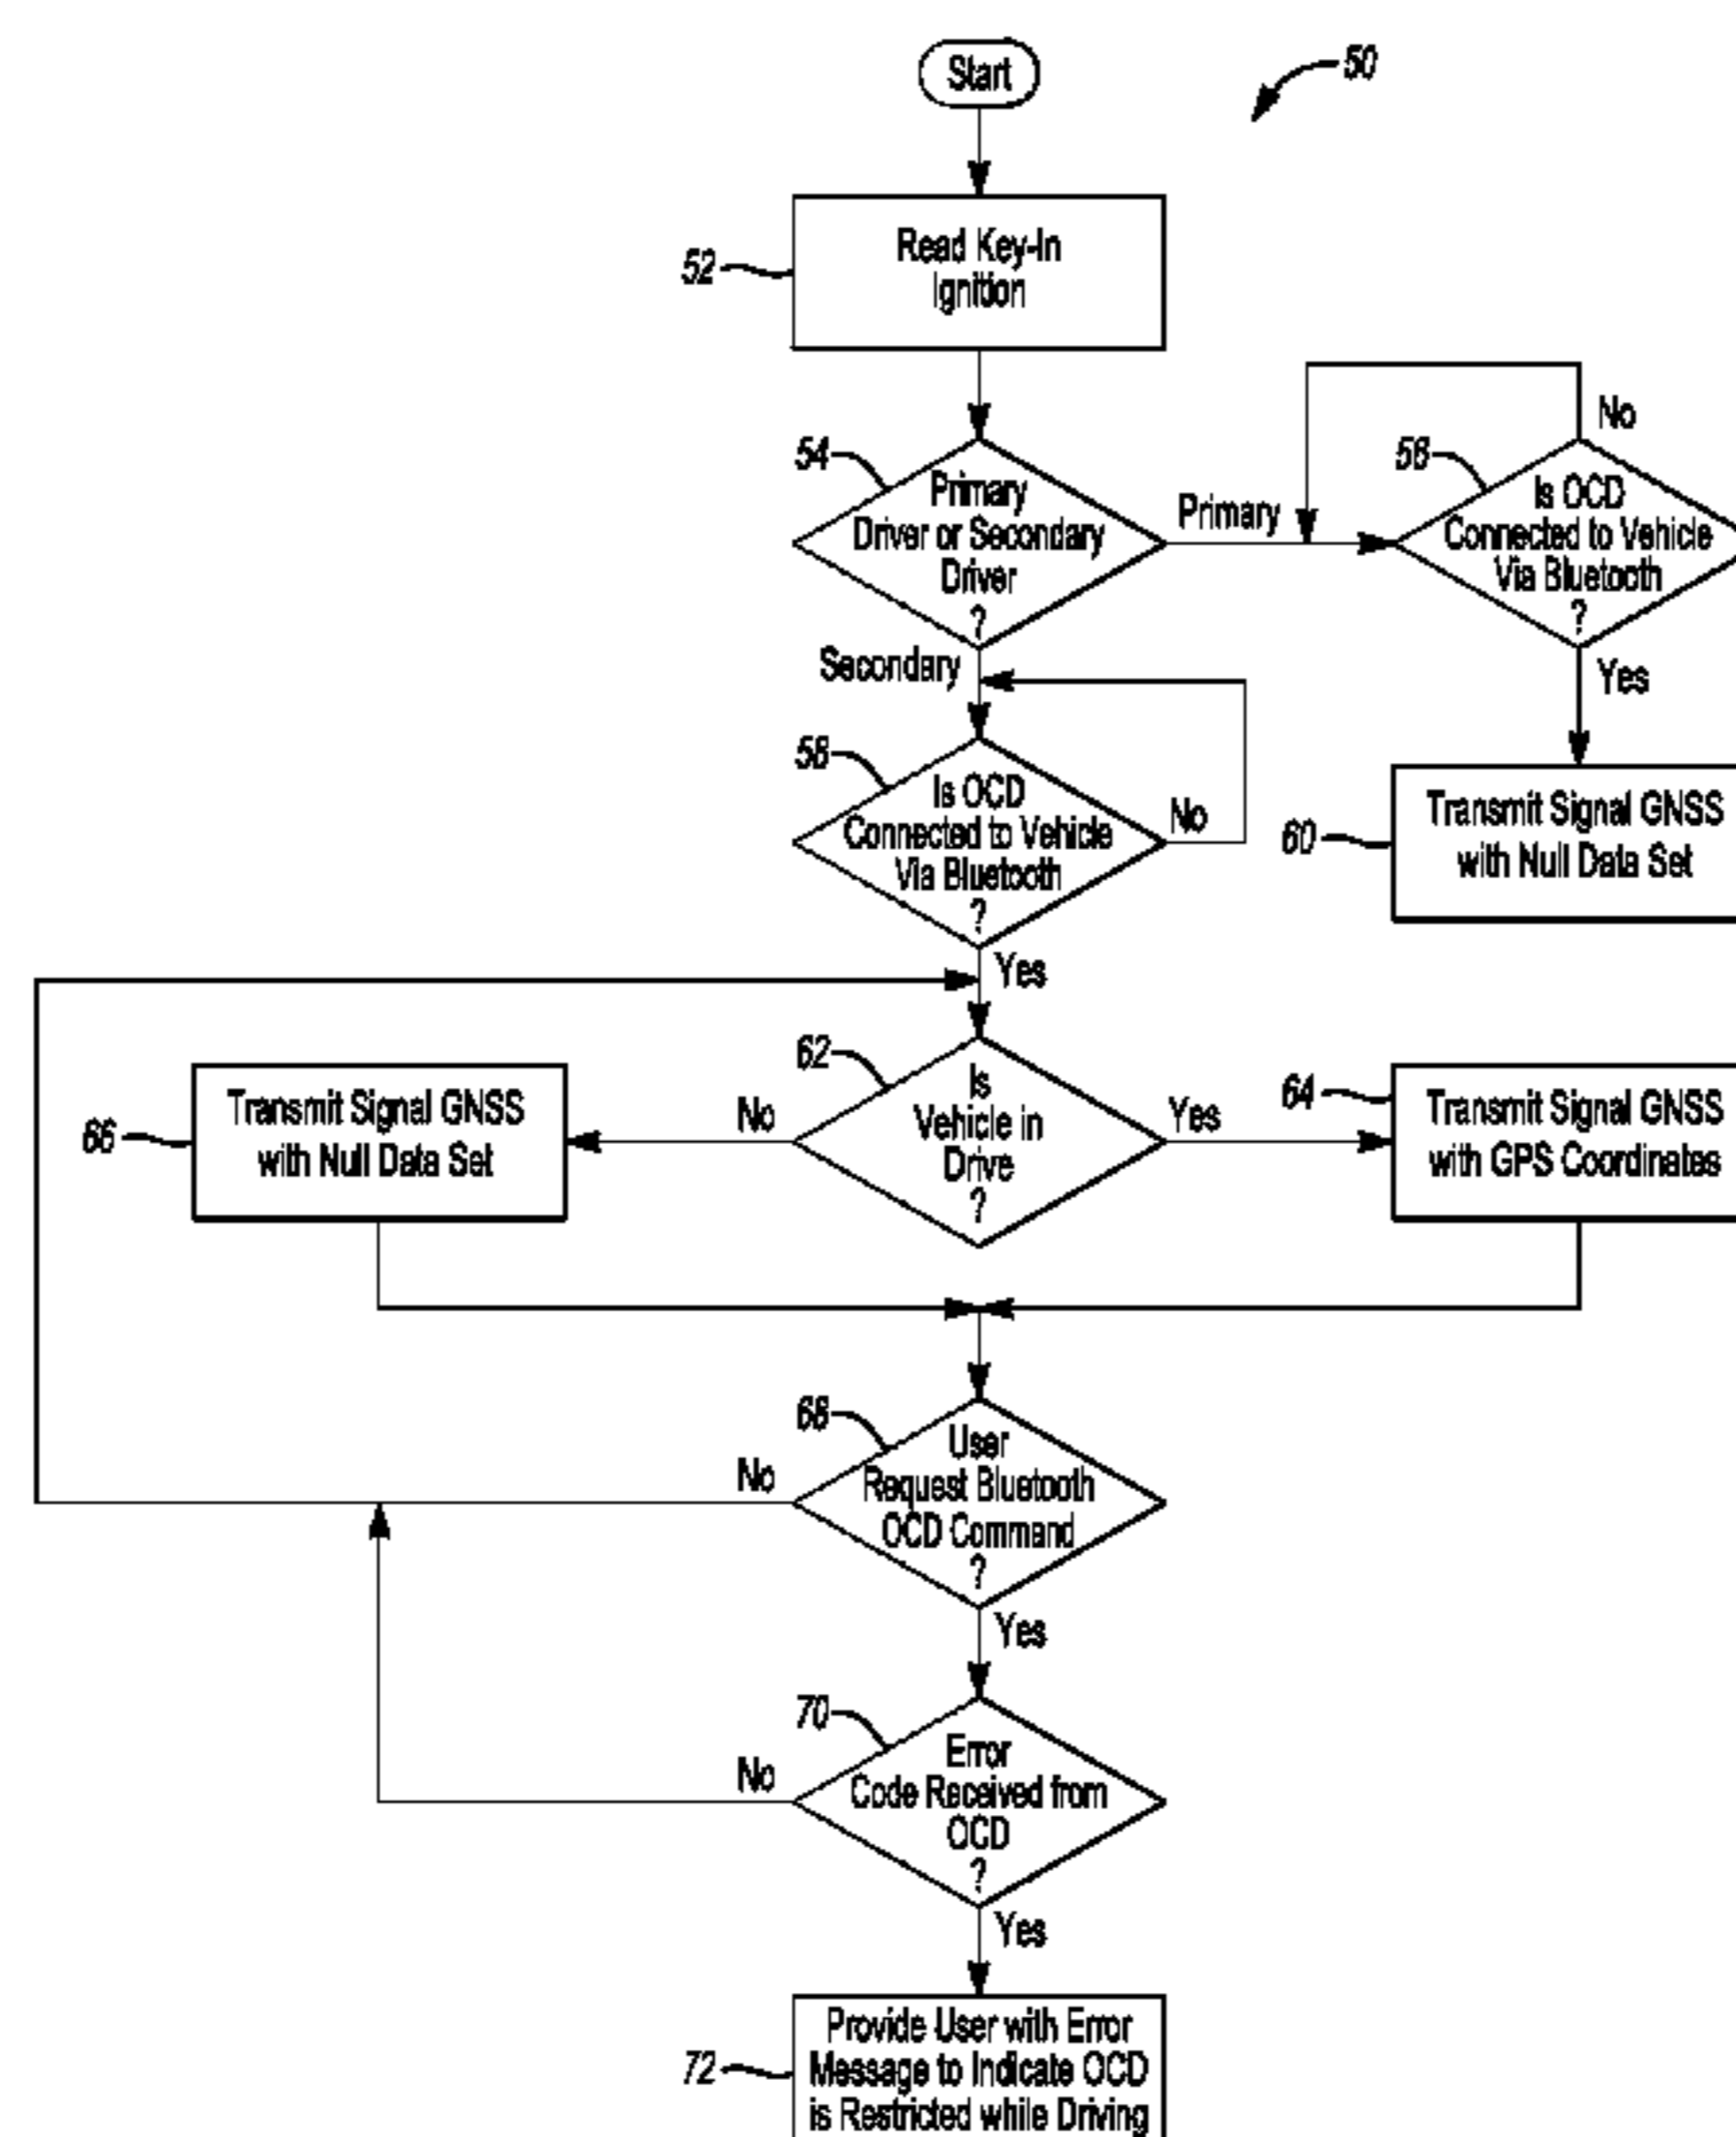 Start
50
Read Key-In
Ignition
52
54
Primary
Driver or Secondary
Driver
?
Primary
Secondary
56
Is OCD
Connected to Vehicle
Via Bluetooth
?
No
Yes
58
Is OCD
Connected to Vehicle
Via Bluetooth
?
No
Yes
60
Transmit Signal GNSS
with Null Data Set
62
Is
Vehicle in
Drive
?
No
Yes
66
Transmit Signal GNSS
with Null Data Set
64
Transmit Signal GNSS
with GPS Coordinates
68
User
Request Bluetooth
OCD Command
?
No
Yes
70
Error
Code Received from
OCD
?
No
Yes
72
Provide User with Error
Message to Indicate OCD
is Restricted while Driving